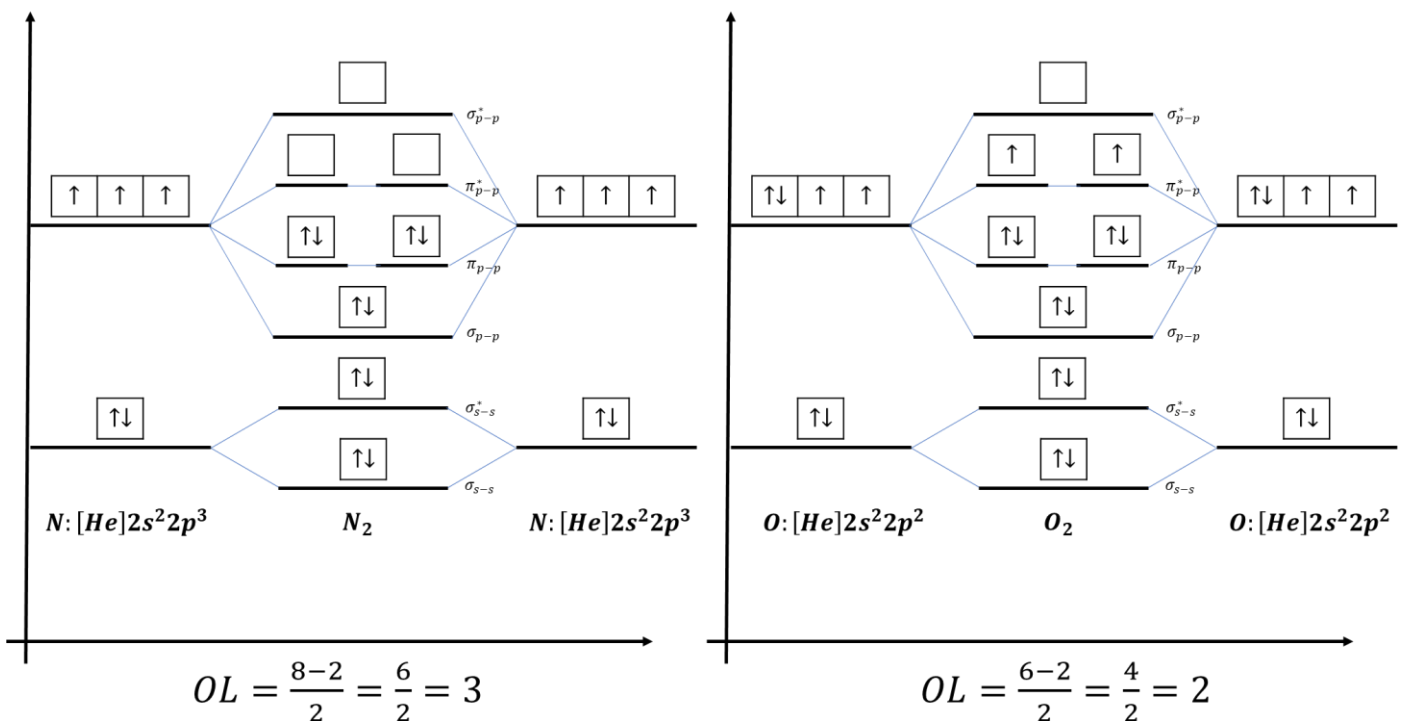 σ*ₚ₋ₚ
π*ₚ₋ₚ
↑ ↑ ↑
↑ ↑ ↑
↑↓ ↑↓
πₚ₋ₚ
↑↓
σₚ₋ₚ
↑↓
σ*ₛ₋ₛ
↑↓
↑↓
↑↓
σₛ₋ₛ
N: [He]2s²2p³
N₂
N: [He]2s²2p³
OL = (8−2)/2 = 6/2 = 3
σ*ₚ₋ₚ
↑ ↑
π*ₚ₋ₚ
↑↓ ↑ ↑
↑↓ ↑ ↑
↑↓ ↑↓
πₚ₋ₚ
↑↓
σₚ₋ₚ
↑↓
σ*ₛ₋ₛ
↑↓
↑↓
↑↓
σₛ₋ₛ
O: [He]2s²2p²
O₂
O: [He]2s²2p²
OL = (6−2)/2 = 4/2 = 2